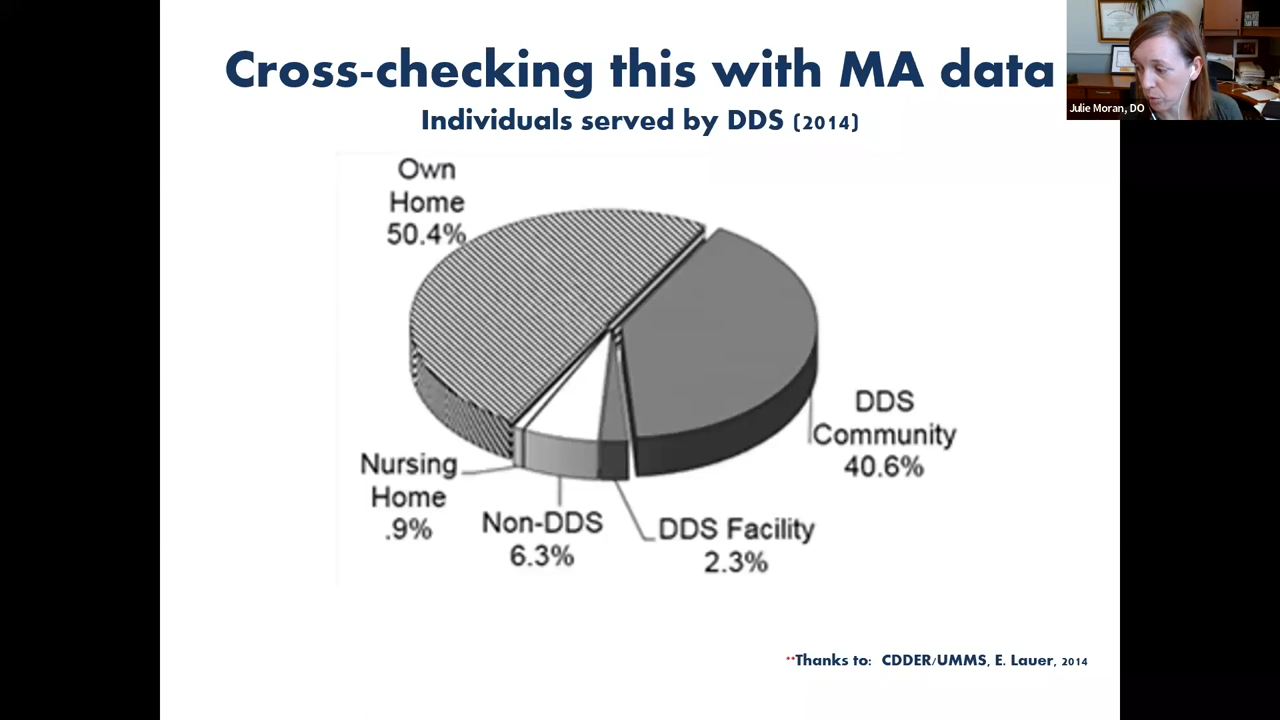 Cross-checking this with MA data
Individuals served by DDS (2014)
Julie Moran, DO
Own
Home
50.4%
DDS
Community
40.6%
Nursing
Home
.9%
Non-DDS
6.3%
DDS Facility
2.3%
**Thanks to: CDDER/UMMS, E. Lauer, 2014